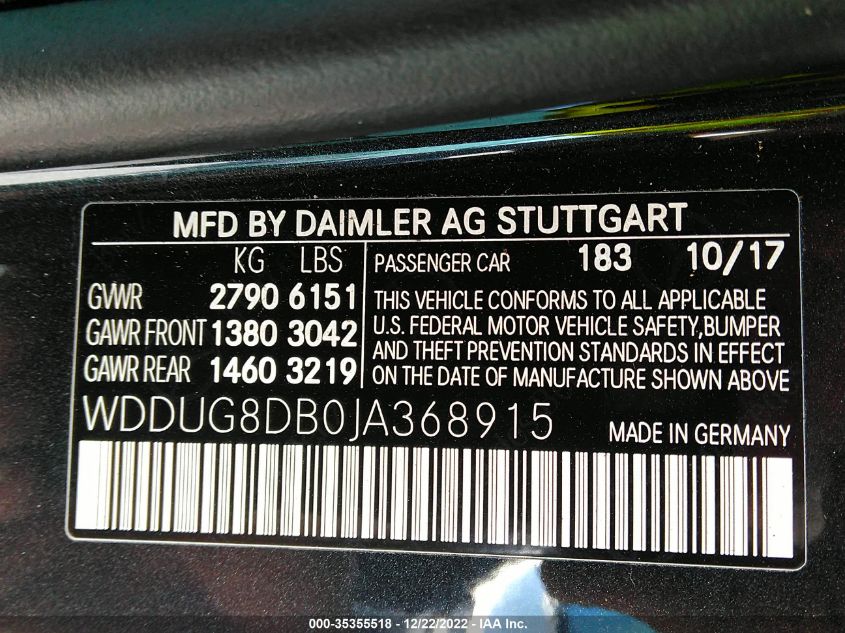 MFD BY DAIMLER AG STUTTGART
KG LBS
GVWR 2790 6151
GAWR FRONT 1380 3042
GAWR REAR 1460 3219
PASSENGER CAR 183 10/17
THIS VEHICLE CONFORMS TO ALL APPLICABLE
U.S. FEDERAL MOTOR VEHICLE SAFETY,BUMPER
AND THEFT PREVENTION STANDARDS IN EFFECT
ON THE DATE OF MANUFACTURE SHOWN ABOVE
WDDUG8DB0JA368915
MADE IN GERMANY
000-35355518 - 12/22/2022 - IAA Inc.